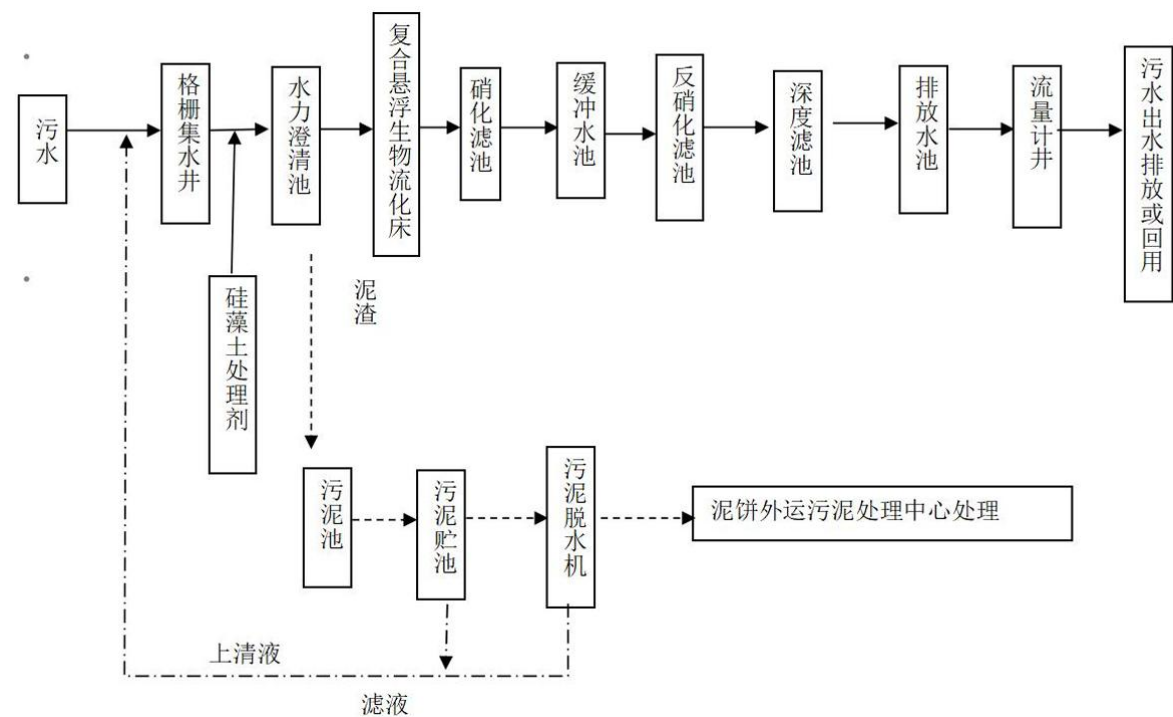 污水
格栅集水井
水力澄清池
复合悬浮生物流化床
硝化滤池
缓冲水池
反硝化滤池
深度滤池
排放水池
流量计井
污水出水排放或回用
硅藻土处理剂
泥渣
污泥池
污泥贮池
污泥脱水机
泥饼外运污泥处理中心处理
上清液
滤液